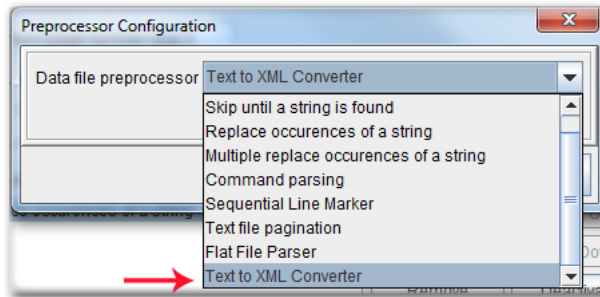 Preprocessor Configuration
Data file preprocessor Text to XML Converter
Skip until a string is found
Replace occurences of a string
Multiple replace occurences of a string
Command parsing
Sequential Line Marker
Text file pagination
Flat File Parser
Text to XML Converter